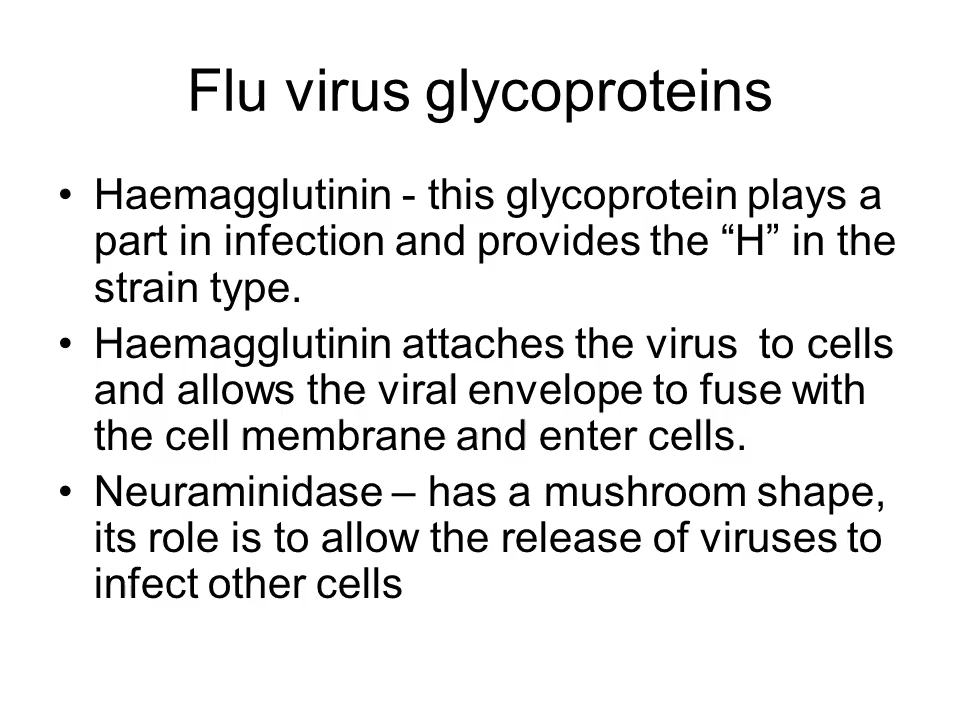 Flu virus glycoproteins
• Haemagglutinin - this glycoprotein plays a
part in infection and provides the “H” in the
strain type.
• Haemagglutinin attaches the virus  to cells
and allows the viral envelope to fuse with
the cell membrane and enter cells.
• Neuraminidase – has a mushroom shape,
its role is to allow the release of viruses to
infect other cells